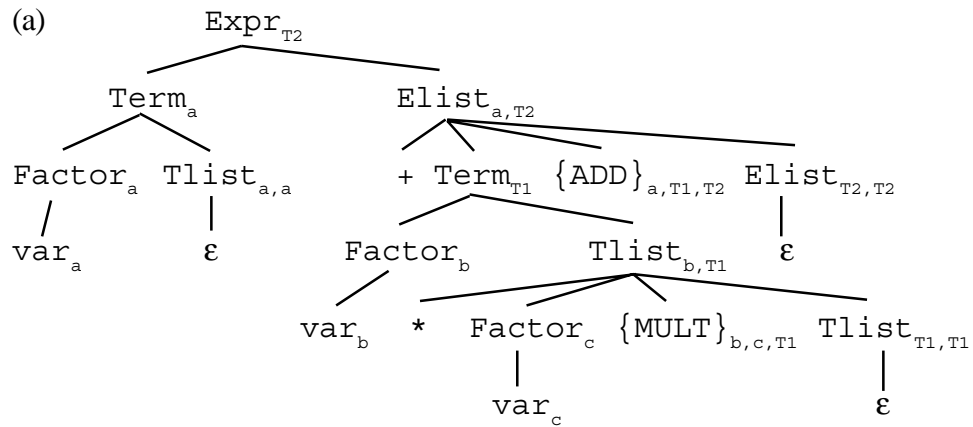 (a) Expr_T2
Term_a Elist_a,T2
Factor_a Tlist_a,a + Term_T1 {ADD}_a,T1,T2 Elist_T2,T2
var_a ε Factor_b Tlist_b,T1 ε
var_b * Factor_c {MULT}_b,c,T1 Tlist_T1,T1
var_c ε